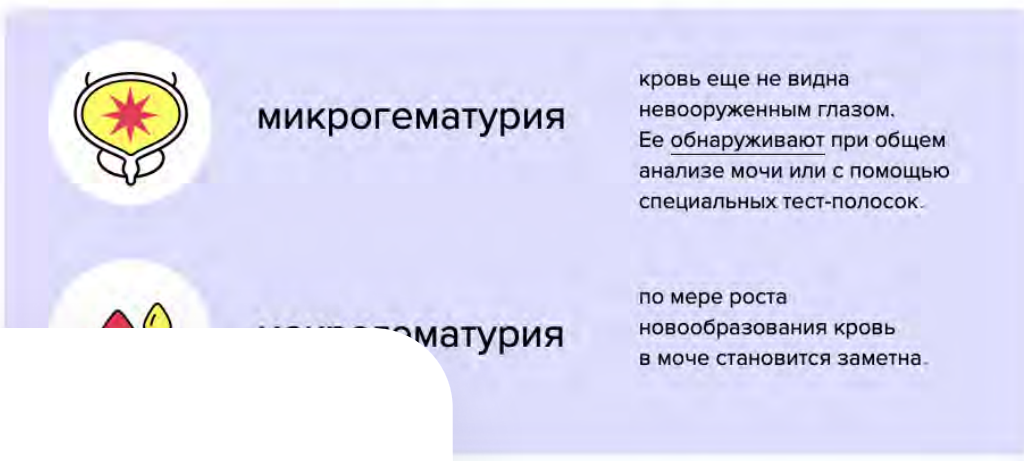 микрогематурия
кровь еще не видна
невооруженным глазом.
Ее обнаруживают при общем
анализе мочи или с помощью
специальных тест-полосок.
по мере роста
новообразования кровь
в моче становится заметна.